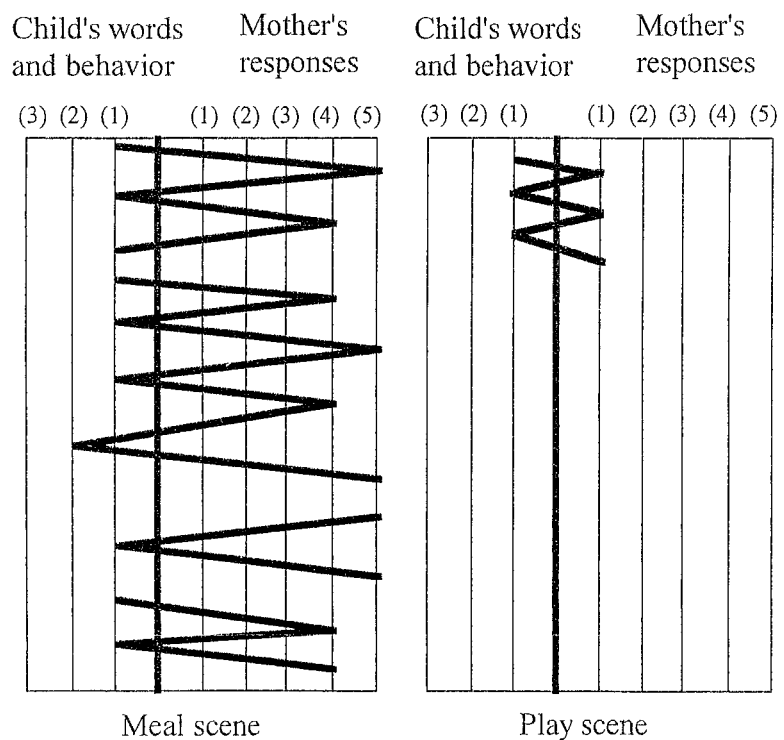 Child's words
and behavior
Mother's
responses
(3) (2) (1) (1) (2) (3) (4) (5)
Meal scene
Child's words
and behavior
Mother's
responses
(3) (2) (1) (1) (2) (3) (4) (5)
Play scene